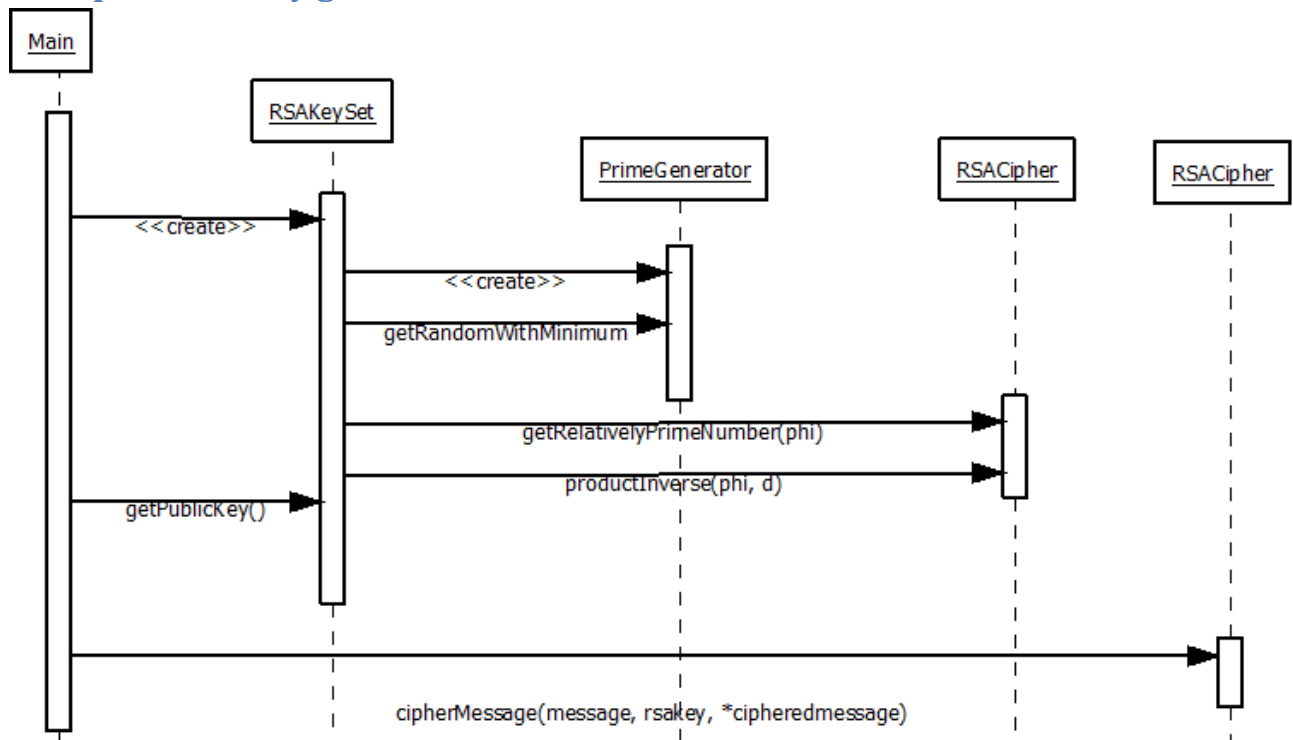 Main
RSAKeySet
PrimeGenerator
RSACipher
RSACipher
<<create>>
<<create>>
getRandomWithMinimum
getRelativelyPrimeNumber(phi)
productInverse(phi, d)
getPublicKey()
cipherMessage(message, rsakey, *cipheredmessage)